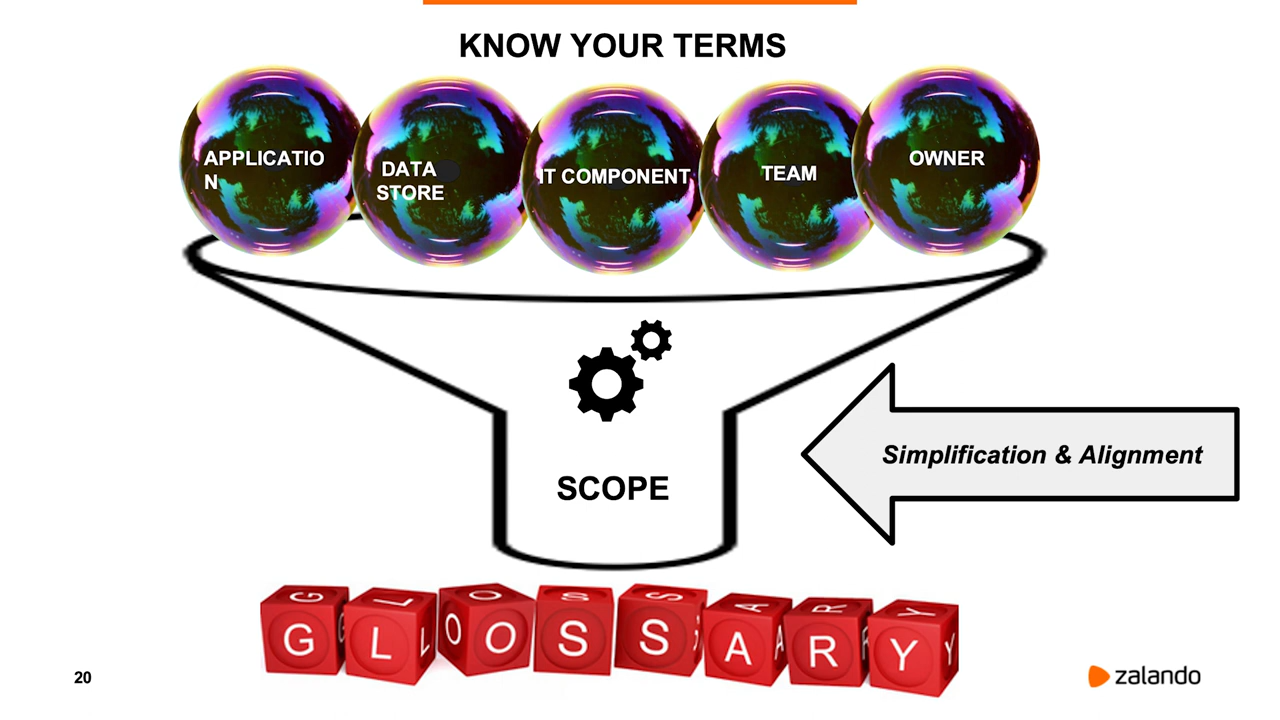 KNOW YOUR TERMS
APPLICATIO
N
DATA
STORE
IT COMPONENT
TEAM
OWNER
SCOPE
Simplification & Alignment
GLOSSARY
20
zalando